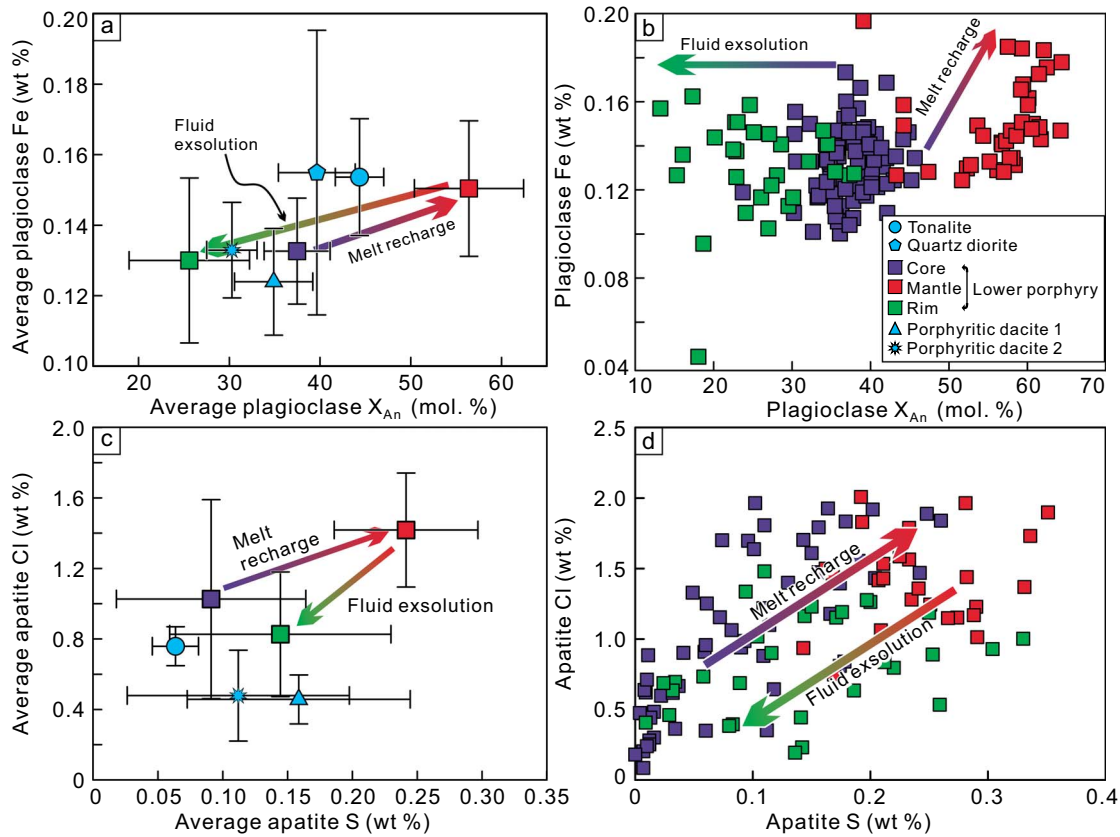 a
0.20
0.18
0.16
0.14
0.12
0.10
Average plagioclase Fe (wt %)
Fluid
exsolution
Melt recharge
20
30
40
50
60
Average plagioclase X_An (mol. %)
b
0.20
0.16
0.12
0.08
0.04
Plagioclase Fe (wt %)
Fluid exsolution
Melt recharge
Tonalite
Quartz diorite
Core
Mantle
Lower porphyry
Rim
Porphyritic dacite 1
Porphyritic dacite 2
10
20
30
40
50
60
70
Plagioclase X_An (mol. %)
c
2.0
1.6
1.2
0.8
0.4
0
Average apatite Cl (wt %)
Melt
recharge
Fluid exsolution
0
0.05
0.10
0.15
0.20
0.25
0.30
0.35
Average apatite S (wt %)
d
2.5
2.0
1.5
1.0
0.5
0
Apatite Cl (wt %)
Melt recharge
Fluid exsolution
0
0.1
0.2
0.3
0.4
Apatite S (wt %)